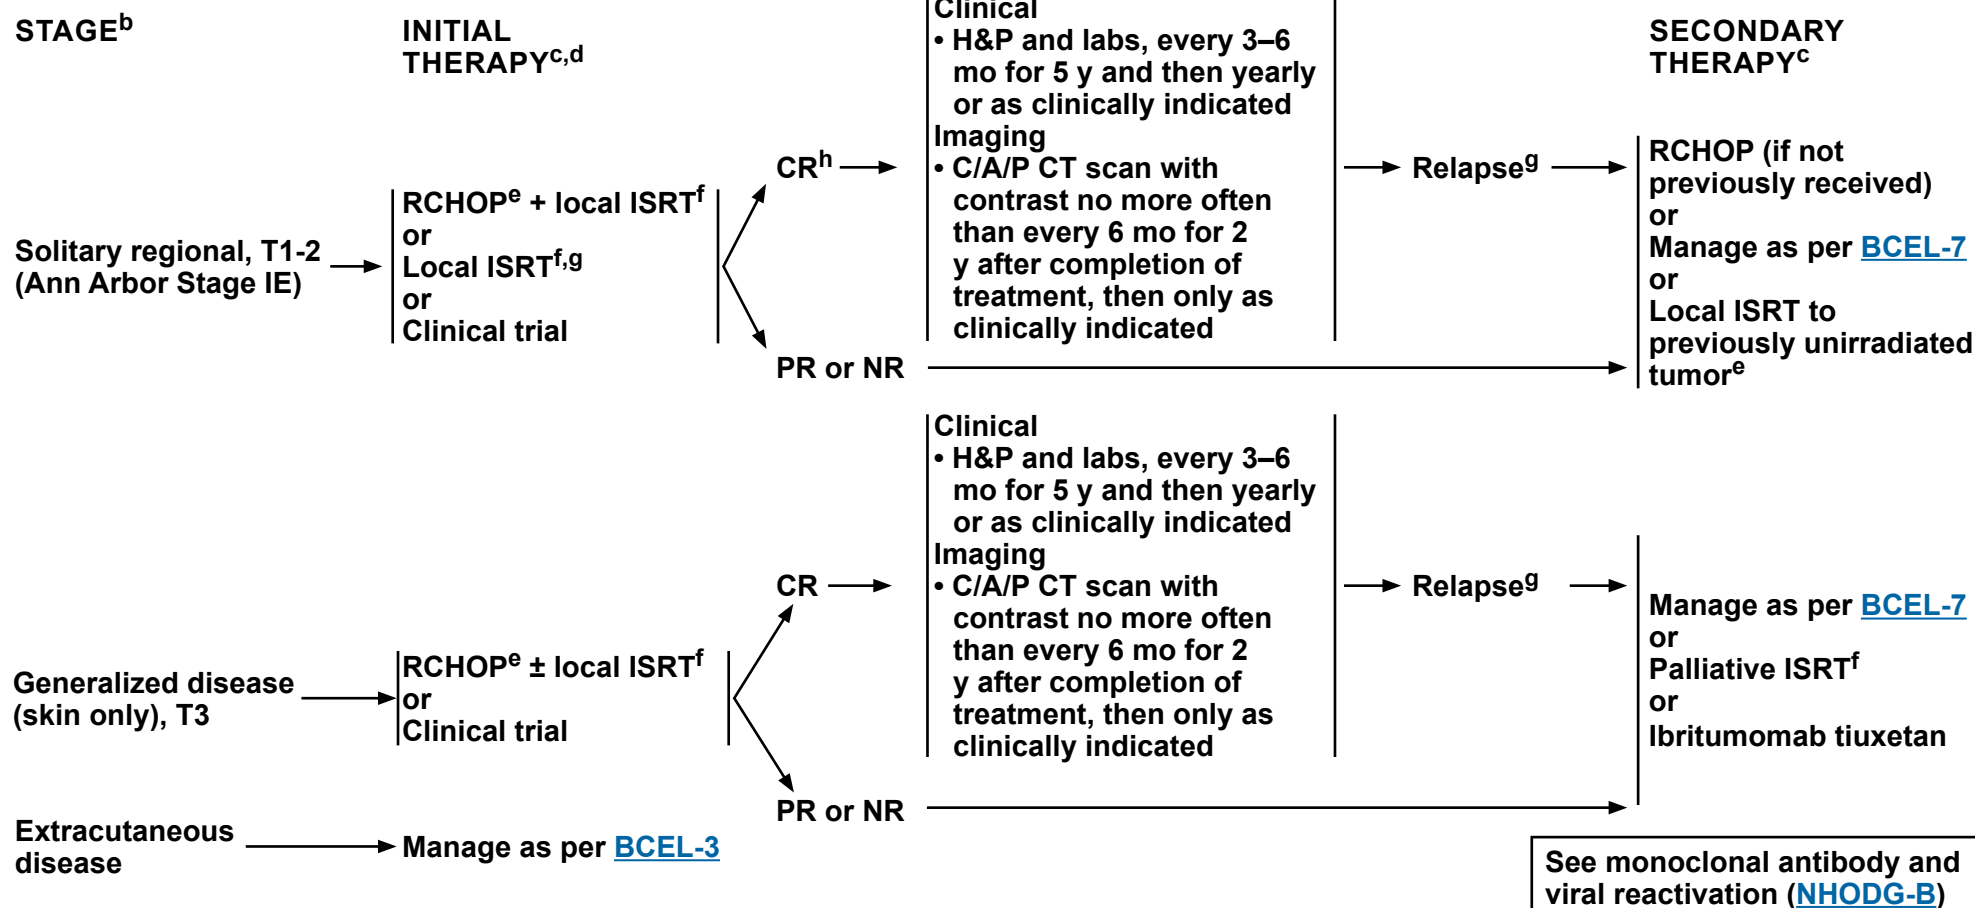 STAGEb
INITIAL
THERAPYc,d
SECONDARY
THERAPYc
Solitary regional, T1-2
(Ann Arbor Stage IE)
RCHOPe + local ISRTf
or
Local ISRTf,g
or
Clinical trial
CRh
PR or NR
Clinical
• H&P and labs, every 3–6
mo for 5 y and then yearly
or as clinically indicated
Imaging
• C/A/P CT scan with
contrast no more often
than every 6 mo for 2
y after completion of
treatment, then only as
clinically indicated
Relapseg
RCHOP (if not
previously received)
or
Manage as per BCEL-7
or
Local ISRT to
previously unirradiated
tumore
Generalized disease
(skin only), T3
RCHOPe ± local ISRTf
or
Clinical trial
CR
PR or NR
Clinical
• H&P and labs, every 3–6
mo for 5 y and then yearly
or as clinically indicated
Imaging
• C/A/P CT scan with
contrast no more often
than every 6 mo for 2
y after completion of
treatment, then only as
clinically indicated
Relapseg
Manage as per BCEL-7
or
Palliative ISRTf
or
Ibritumomab tiuxetan
Extracutaneous
disease
Manage as per BCEL-3
See monoclonal antibody and
viral reactivation (NHODG-B)